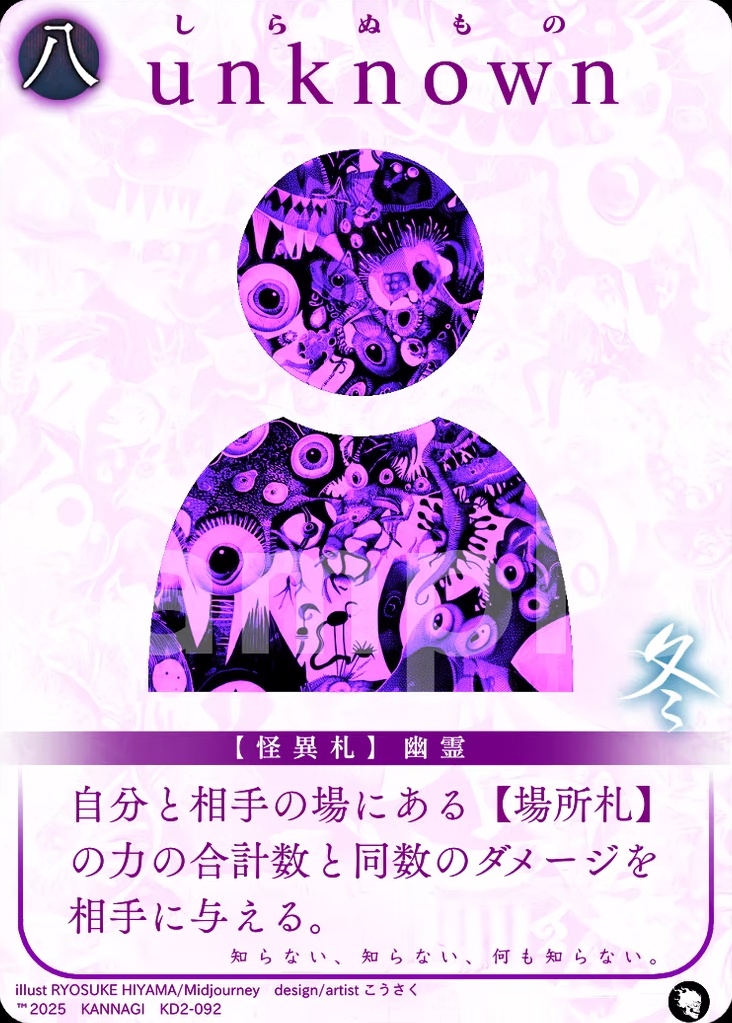 八
しらぬもの
unknown
冬
【怪異札】幽霊
自分と相手の場にある【場所札】
の力の合計数と同数のダメージを
相手に与える。
知らない、知らない、何も知らない。
illust RYOSUKE HIYAMA/Midjourney design/artist こうさく
™2025 KANNAGI KD2-092